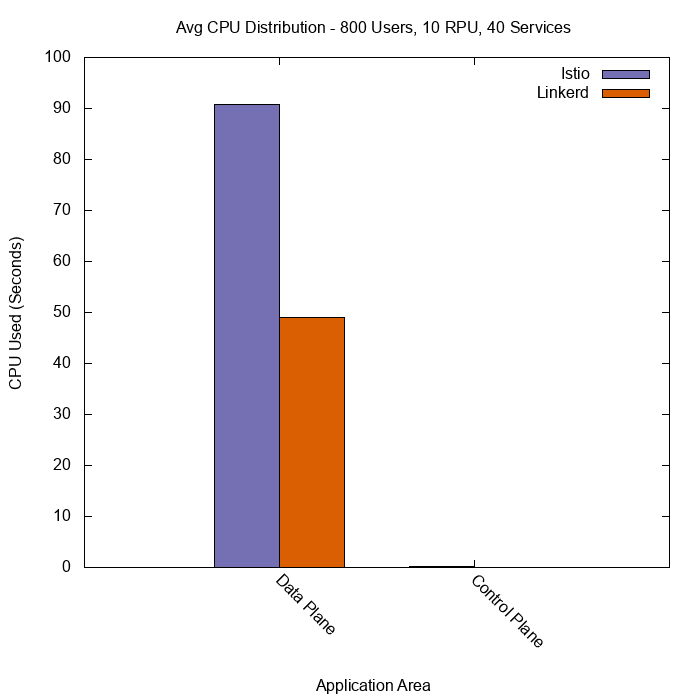 Avg CPU Distribution - 800 Users, 10 RPU, 40 Services
Istio
Linkerd
100
90
80
70
60
50
40
30
20
10
0
CPU Used (Seconds)
Data Plane
Control Plane
Application Area